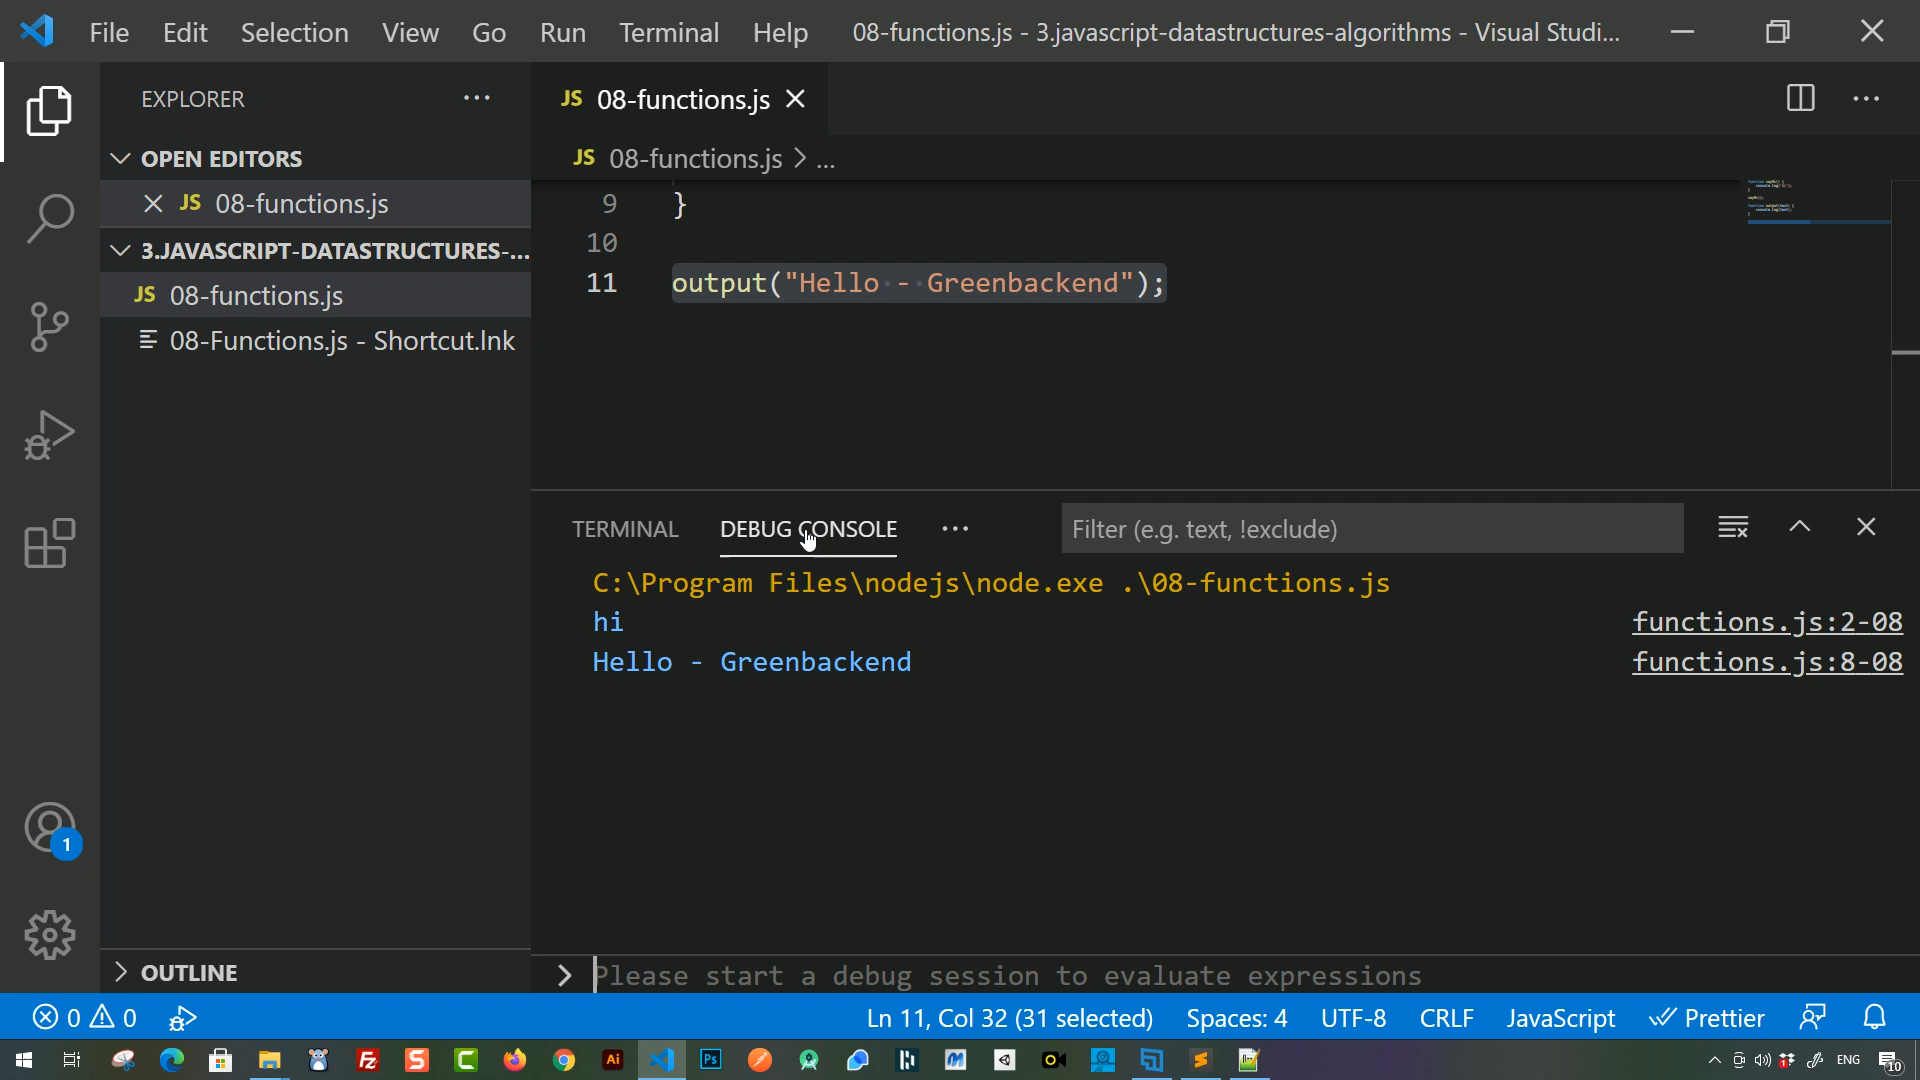 File Edit Selection View Go Run Terminal Help 08-functions.js - 3.javascript-datastructures-algorithms - Visual Studi...
EXPLORER
OPEN EDITORS
JS 08-functions.js
3.JAVASCRIPT-DATASTRUCTURES-...
JS 08-functions.js
08-Functions.js - Shortcut.lnk
OUTLINE
JS 08-functions.js
JS 08-functions.js > ...
9 }
10
11 output("Hello - Greenbackend");
TERMINAL DEBUG CONSOLE ... Filter (e.g. text, !exclude)
C:\Program Files\nodejs\node.exe .\08-functions.js
hi functions.js:2-08
Hello - Greenbackend functions.js:8-08
> Please start a debug session to evaluate expressions
1
0 0 Ln 11, Col 32 (31 selected) Spaces: 4 UTF-8 CRLF JavaScript Prettier
Fz S C Ai Ps ENG 10